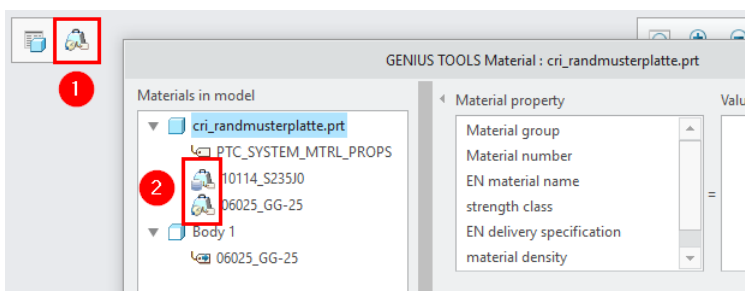 1
GENIUS TOOLS Material : cri_randmusterplatte.prt
Materials in model
cri_randmusterplatte.prt
PTC_SYSTEM_MTRL_PROPS
2
10114_S235J0
06025_GG-25
Body 1
06025_GG-25
Material property
Material group
Material number
EN material name
strength class
EN delivery specification
material density
=